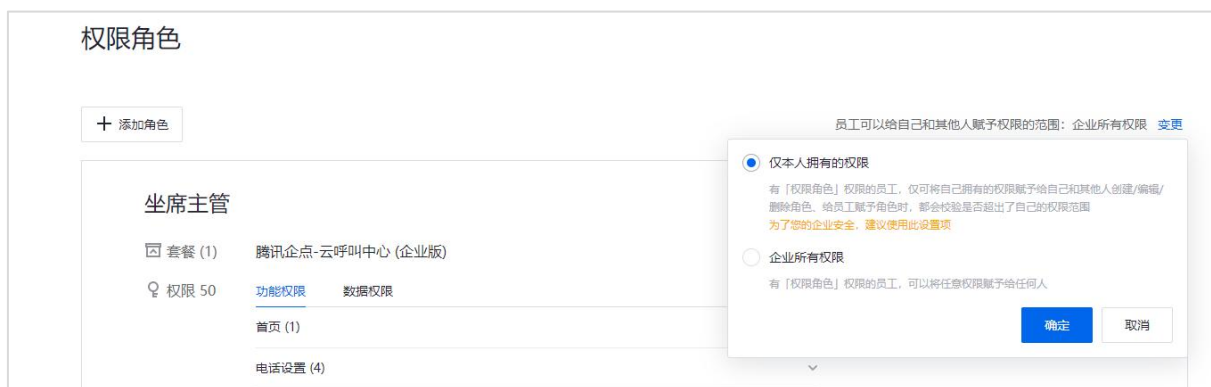 权限角色
添加角色
员工可以给自己和其他人赋予权限的范围：企业所有权限 变更
仅本人拥有的权限
有「权限角色」权限的员工，仅可将自己拥有的权限赋予给自己和其他人创建/编辑/
删除角色、给员工赋予角色时，都会校验是否超出了自己的权限范围
为了您的企业安全，建议使用此设置项
企业所有权限
有「权限角色」权限的员工，可以将任意权限赋予给任何人
确定 取消
坐席主管
套餐 (1) 腾讯企点-云呼叫中心 (企业版)
权限 50 功能权限 数据权限
首页 (1)
电话设置 (4)